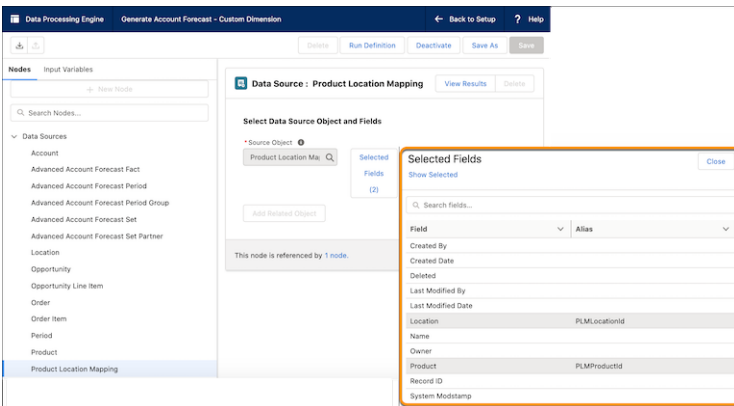 Data Processing Engine Generate Account Forecast - Custom Dimension ← Back to Setup ? Help
Delete Run Definition Deactivate Save As Save
Nodes Input Variables
+ New Node
Search Nodes...
Data Sources
Account
Advanced Account Forecast Fact
Advanced Account Forecast Period
Advanced Account Forecast Period Group
Advanced Account Forecast Set
Advanced Account Forecast Set Partner
Location
Opportunity
Opportunity Line Item
Order
Order Item
Period
Product
Product Location Mapping
Data Source : Product Location Mapping View Results Delete
Select Data Source Object and Fields
*Source Object
Product Location Ma
Selected
Fields
(2)
Add Related Object
This node is referenced by 1 node.
Selected Fields Close
Show Selected
Search fields...
Field Alias
Created By
Created Date
Deleted
Last Modified By
Last Modified Date
Location PLMLocationId
Name
Owner
Product PLMProductId
Record ID
System Modstamp